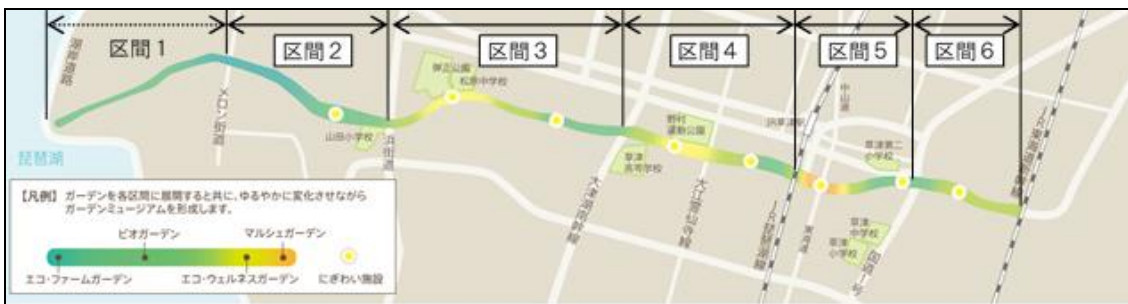 区間1
区間2
区間3
区間4
区間5
区間6
湖岸道路
メロン街道
浜街道
山田小学校
弾正公園
松原中学校
野村
運動公園
草津
高等学校
大津湖南幹線
大江霊仙寺線
JR琵琶湖線
JR草津駅
東海道
中山道
草津第二
小学校
草津
中学校
草津
小学校
国道1号
JR東海道新幹線
琵琶湖
【凡例】 ガーデンを各区間に展開すると共に、ゆるやかに変化させながら
ガーデンミュージアムを形成します。
ビオガーデン
マルシェガーデン
エコ・ファームガーデン
エコ・ウェルネスガーデン
にぎわい施設